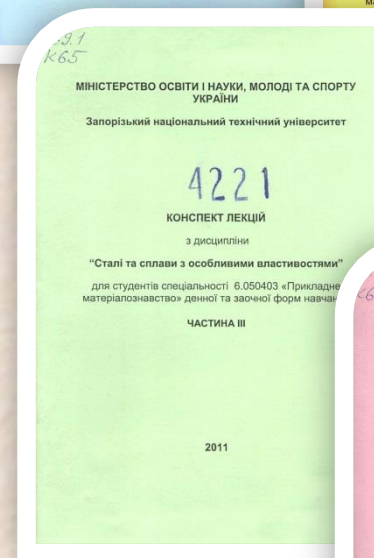 К65
МІНІСТЕРСТВО ОСВІТИ І НАУКИ, МОЛОДІ ТА СПОРТУ
УКРАЇНИ
Запорізький національний технічний університет
4221
КОНСПЕКТ ЛЕКЦІЙ
з дисципліни
“Сталі та сплави з особливими властивостями”
для студентів спеціальності 6.050403 «Прикладне
матеріалознавство» денної та заочної форм
ЧАСТИНА III
2011